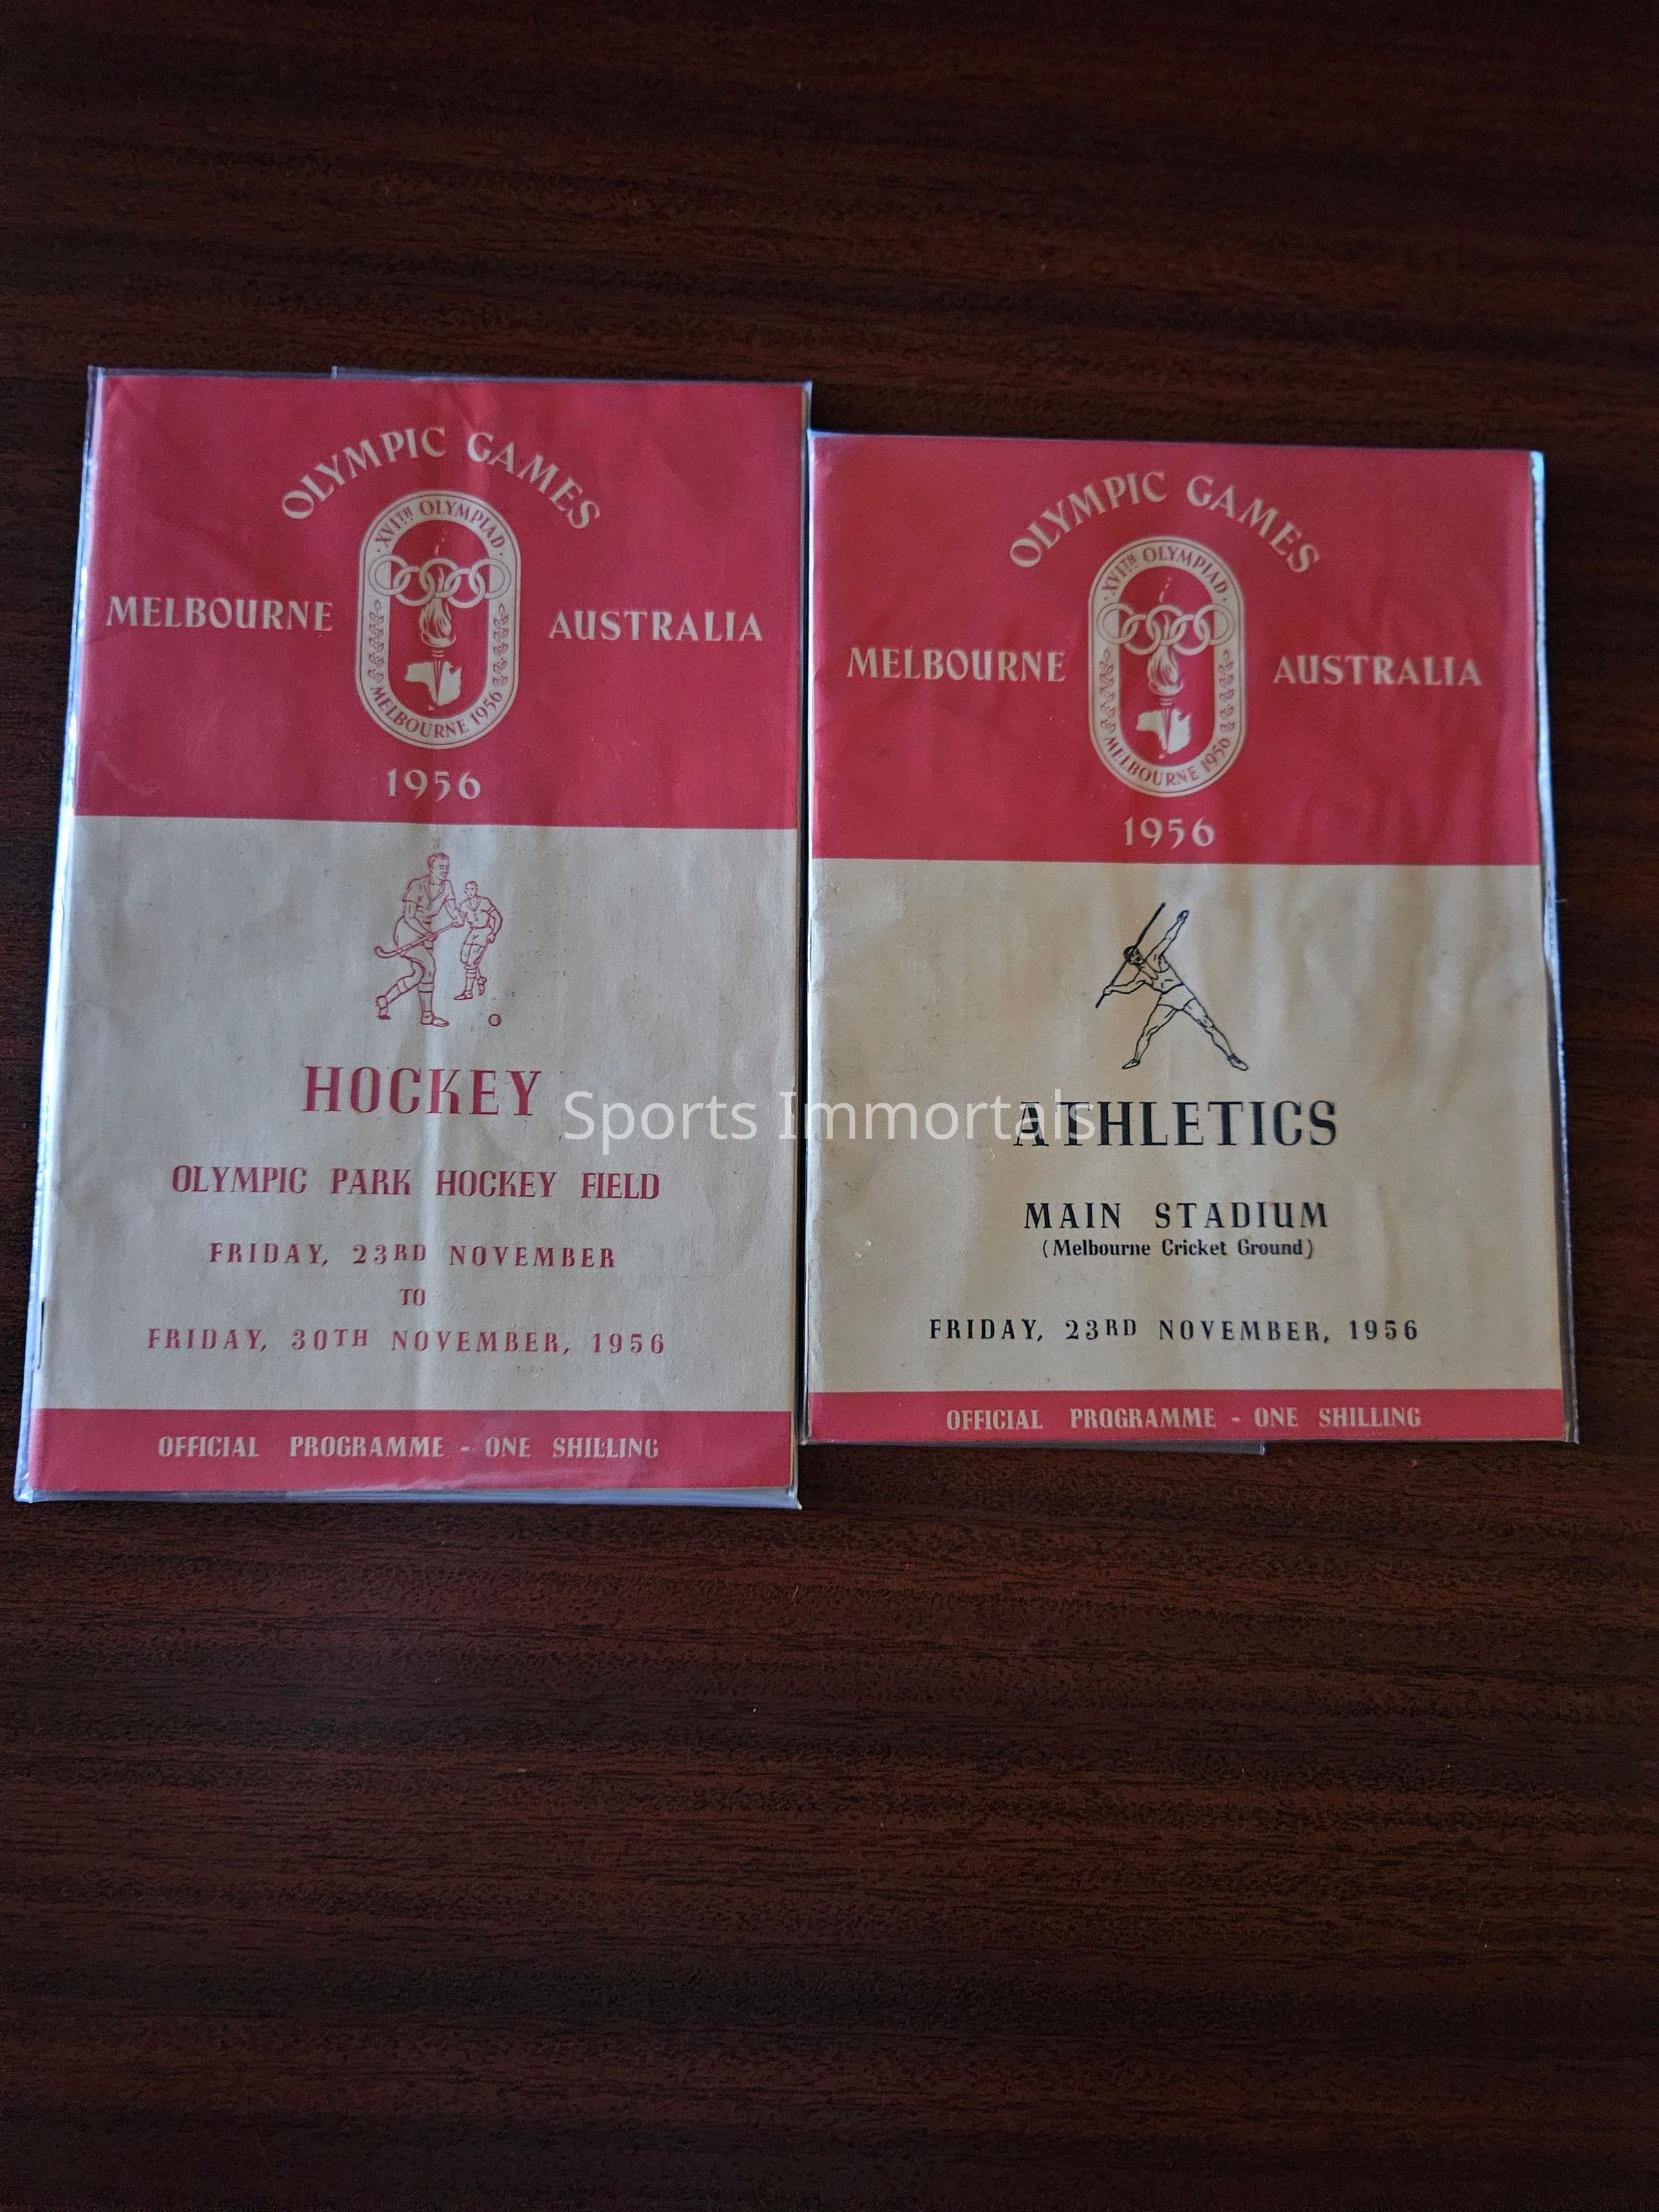 OLYMPIC GAMES
XVITH OLYMPIAD
MELBOURNE
AUSTRALIA
MELBOURNE 1956
1956
HOCKEY
OLYMPIC PARK HOCKEY FIELD
FRIDAY, 23RD NOVEMBER
TO
FRIDAY, 30TH NOVEMBER, 1956
OFFICIAL PROGRAMME - ONE SHILLING
OLYMPIC GAMES
XVITH OLYMPIAD
MELBOURNE
AUSTRALIA
MELBOURNE 1956
1956
ATHLETICS
MAIN STADIUM
(Melbourne Cricket Ground)
FRIDAY, 23RD NOVEMBER, 1956
OFFICIAL PROGRAMME - ONE SHILLING
Sports Immortals